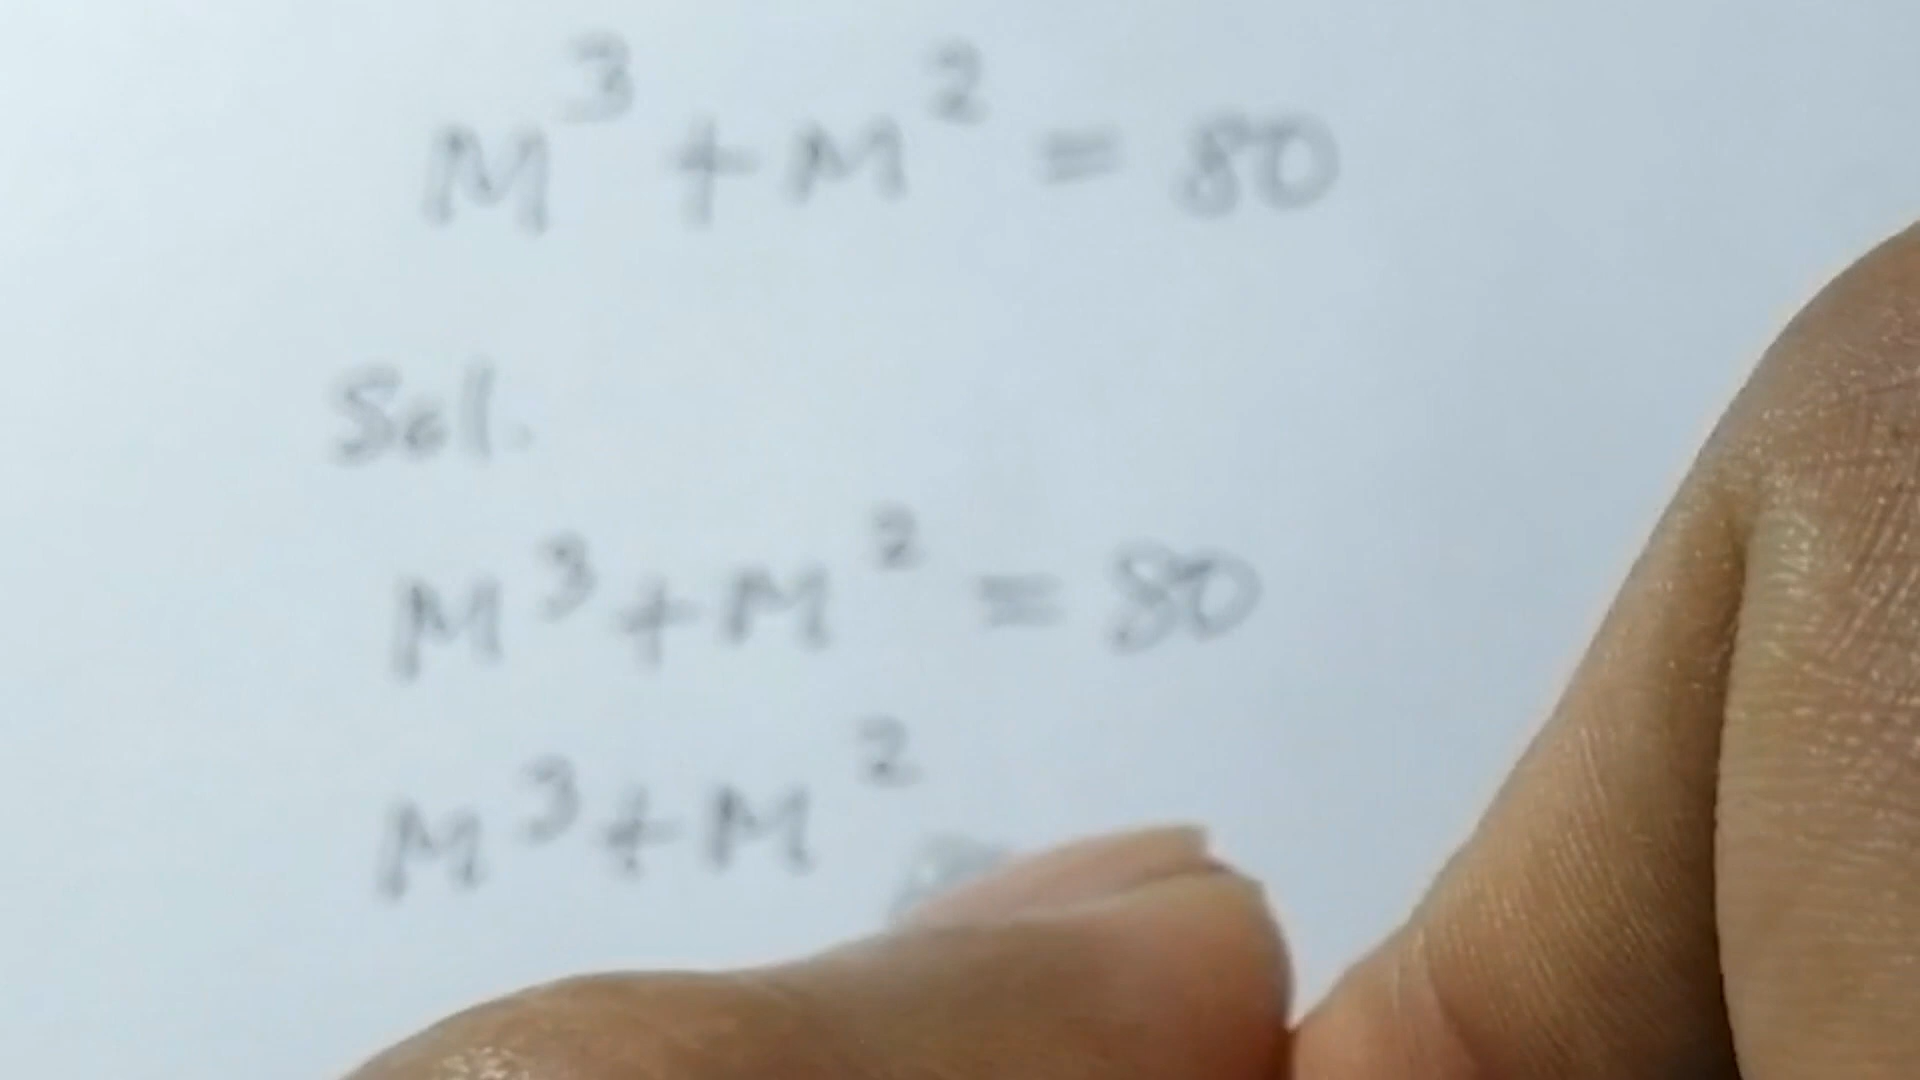 M³ + M² = 80
Sol.
M³ + M² = 80
M³ + M²